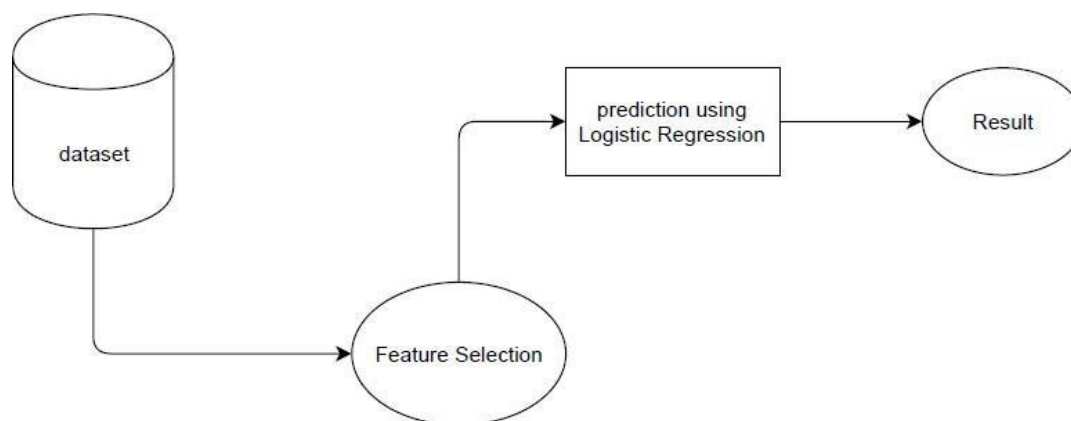 dataset
Feature Selection
prediction using
Logistic Regression
Result